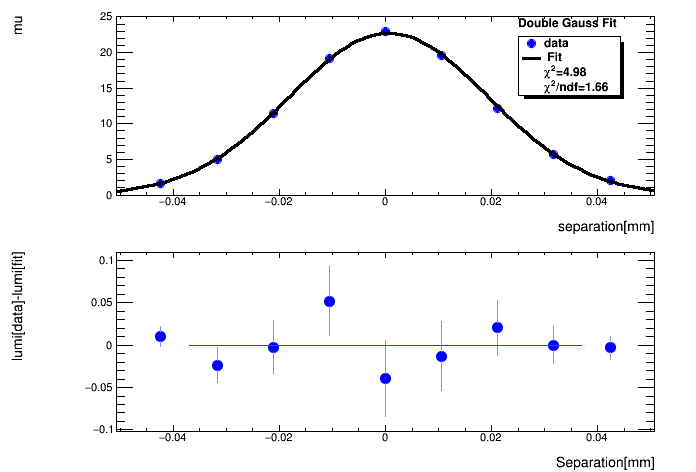 mu
Double Gauss Fit
data
Fit
χ²=4.98
χ²/ndf=1.66
25
20
15
10
5
0
−0.04 −0.02 0 0.02 0.04
separation[mm]
lumi[data]-lumi[fit]
0.1
0.05
0
−0.05
−0.1
−0.04 −0.02 0 0.02 0.04
Separation[mm]